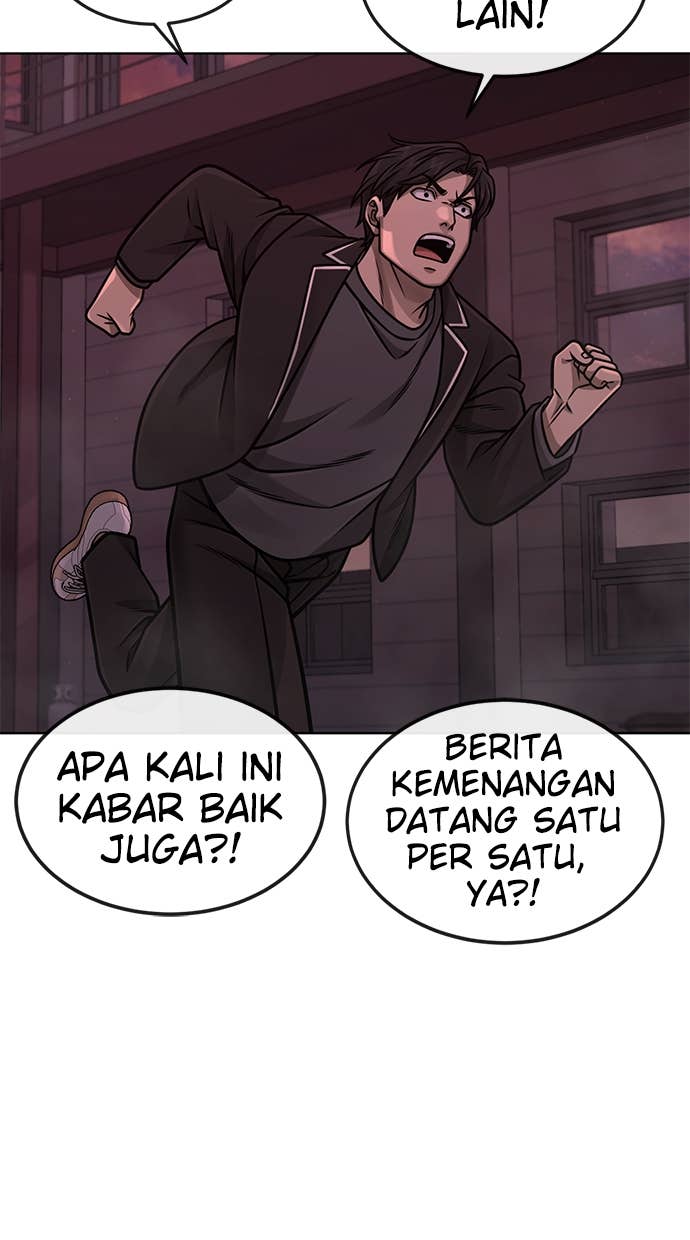 LAIN!
APA KALI INI
KABAR BAIK
JUGA?!
BERITA
KEMENANGAN
DATANG SATU
PER SATU,
YA?!